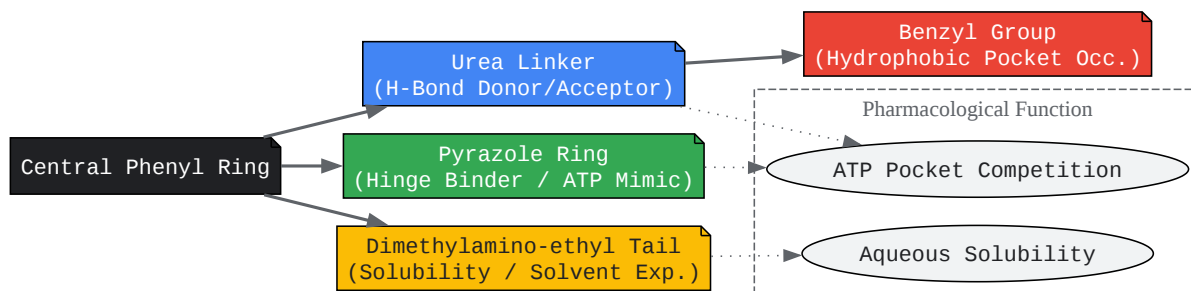 Benzyl Group
(Hydrophobic Pocket Occ.)
Urea Linker
(H-Bond Donor/Acceptor)
Pharmacological Function
Central Phenyl Ring
Pyrazole Ring
(Hinge Binder / ATP Mimic)
ATP Pocket Competition
Dimethylamino-ethyl Tail
(Solubility / Solvent Exp.)
Aqueous Solubility